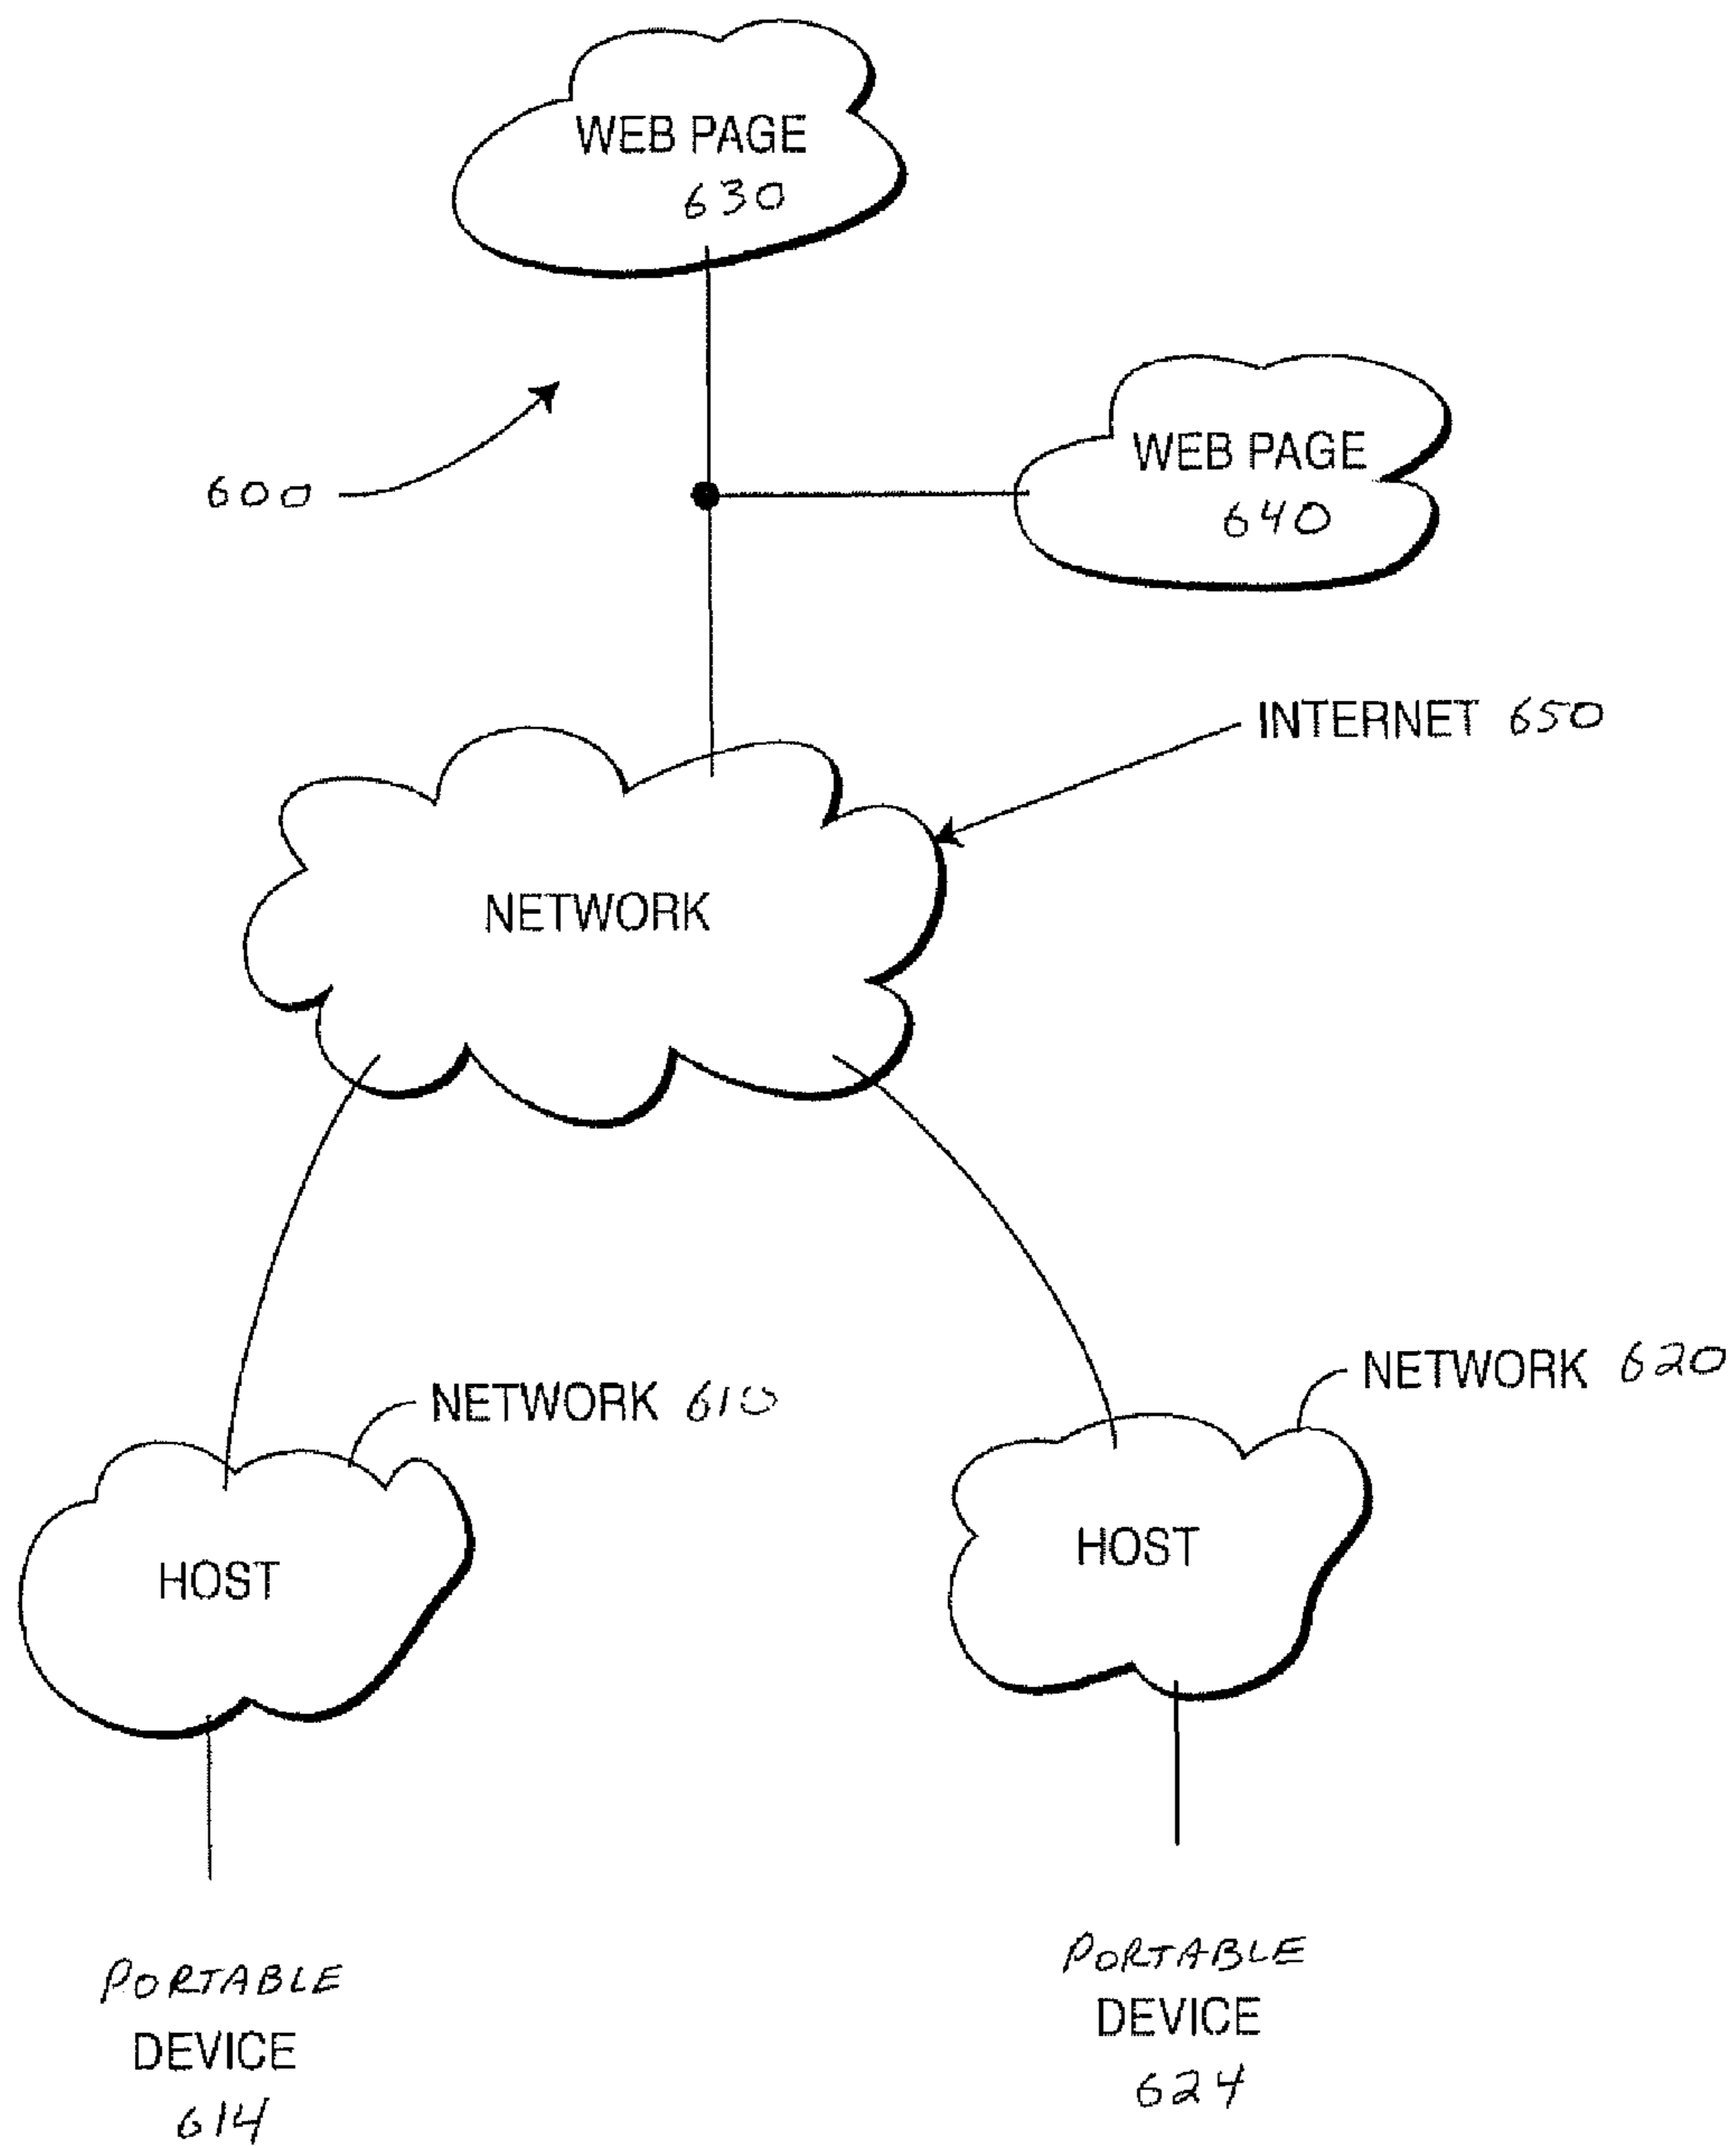 WEB PAGE
630
WEB PAGE
640
600
INTERNET 650
NETWORK
NETWORK 620
NETWORK 610
HOST
HOST
PORTABLE
DEVICE
614
PORTABLE
DEVICE
624